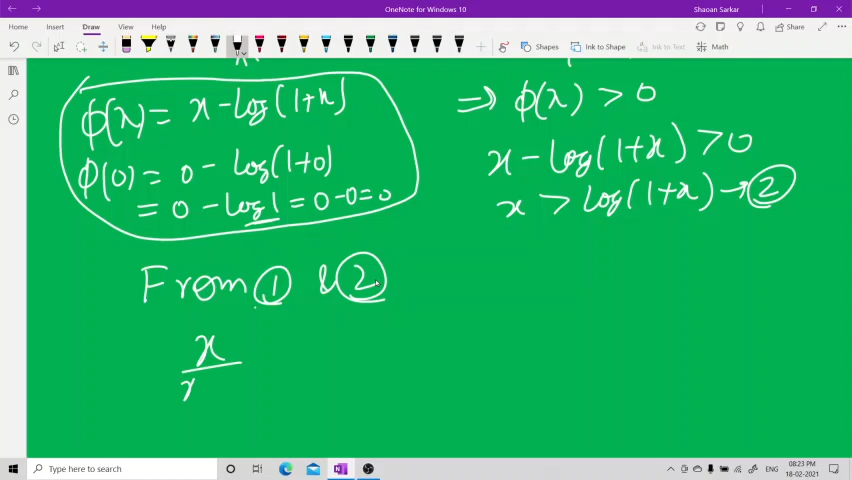 OneNote for Windows 10
Shaoan Sarkar
Home Insert Draw View Help
Share
Shapes Ink to Shape Ink to Text Math
φ(x) = x - log(1+x)
φ(0) = 0 - log(1+0)
= 0 - log 1 = 0-0=0
⇒ φ(x) > 0
x - log(1+x) > 0
x > log(1+x) → 2
From 1 & 2
x
Type here to search
ENG
08:23 PM
18-02-2021